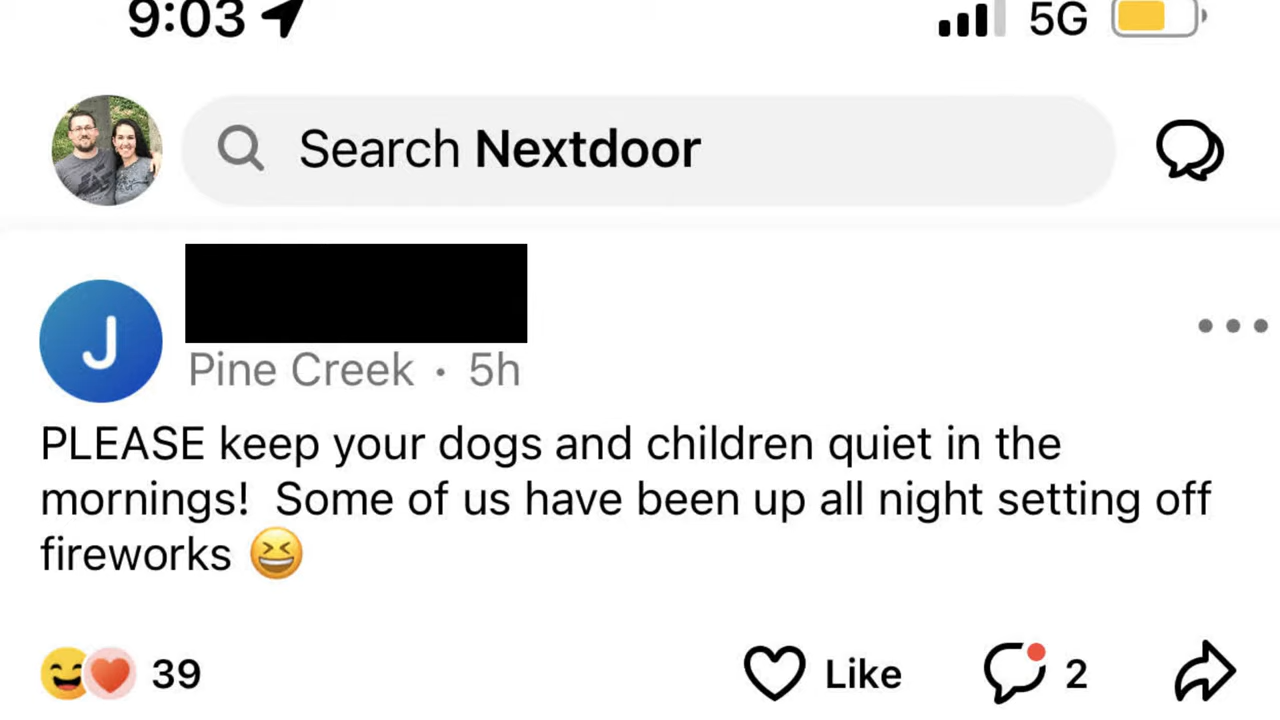 9:03 5G
Search Nextdoor
J
Pine Creek · 5h
PLEASE keep your dogs and children quiet in the
mornings!  Some of us have been up all night setting off
fireworks 😆
39 Like 2